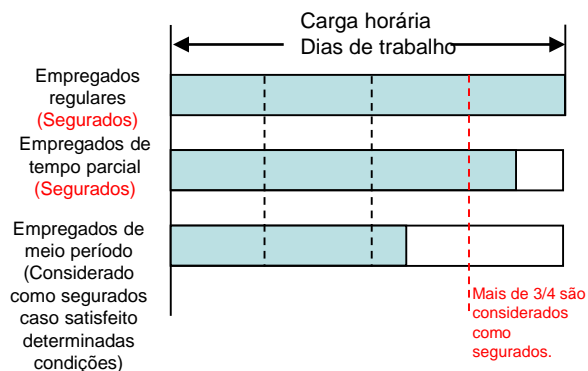 Carga horária
Dias de trabalho
Empregados
regulares
(Segurados)
Empregados de
tempo parcial
(Segurados)
Empregados de
meio período
(Considerado
como segurados
caso satisfeito
determinadas
condições)
Mais de 3/4 são
considerados
como
segurados.